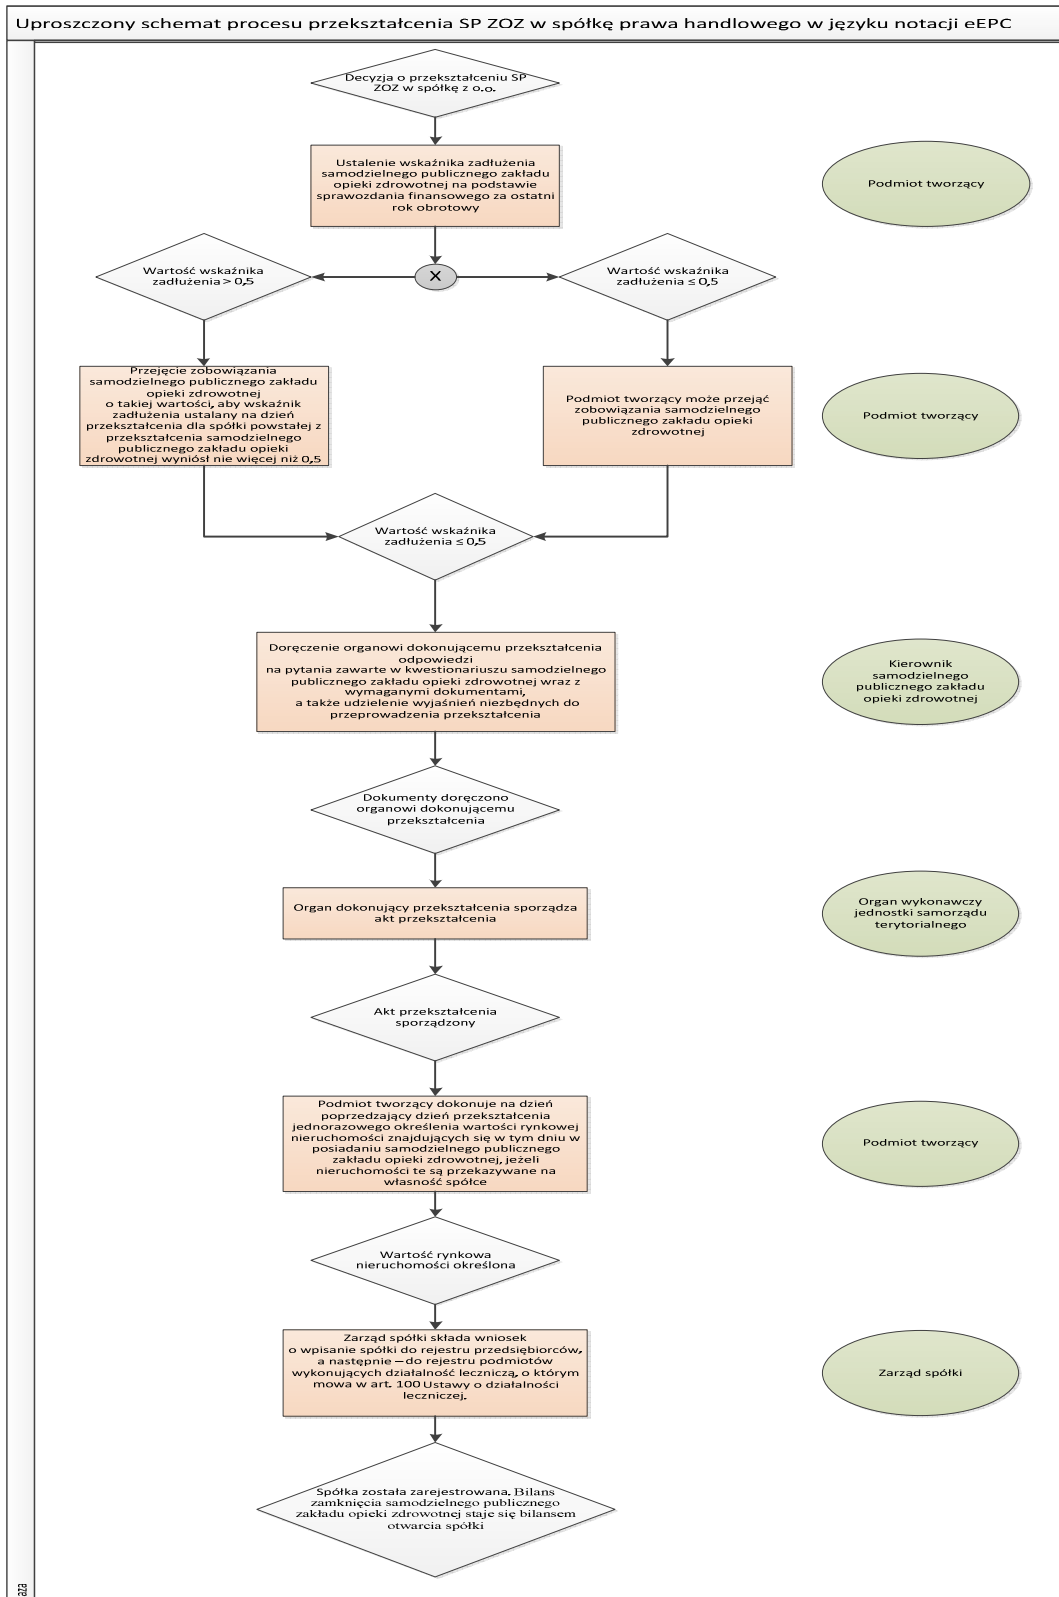 Uproszczony schemat procesu przekształcenia SP ZOZ w spółkę prawa handlowego w języku notacji eEPC
Decyzja o przekształceniu SP
ZOZ w spółkę z o.o.
Ustalenie wskaźnika zadłużenia
samodzielnego publicznego zakładu
opieki zdrowotnej na podstawie
sprawozdania finansowego za ostatni
rok obrotowy
Podmiot tworzący
Wartość wskaźnika
zadłużenia > 0,5
X
Wartość wskaźnika
zadłużenia ≤ 0,5
Przejęcie zobowiązania
samodzielnego publicznego zakładu
opieki zdrowotnej
o takiej wartości, aby wskaźnik
zadłużenia ustalany na dzień
przekształcenia dla spółki powstałej z
przekształcenia samodzielnego
publicznego zakładu opieki
zdrowotnej wyniósł nie więcej niż 0,5
Podmiot tworzący może przejąć
zobowiązania samodzielnego
publicznego zakładu opieki
zdrowotnej
Podmiot tworzący
Wartość wskaźnika
zadłużenia ≤ 0,5
Doręczenie organowi dokonującemu przekształcenia
odpowiedzi
na pytania zawarte w kwestionariuszu samodzielnego
publicznego zakładu opieki zdrowotnej wraz z
wymaganymi dokumentami,
a także udzielenie wyjaśnień niezbędnych do
przeprowadzenia przekształcenia
Kierownik
samodzielnego
publicznego zakładu
opieki zdrowotnej
Dokumenty doręczono
organowi dokonującemu
przekształcenia
Organ dokonujący przekształcenia sporządza
akt przekształcenia
Organ wykonawczy
jednostki samorządu
terytorialnego
Akt przekształcenia
sporządzony
Podmiot tworzący dokonuje na dzień
poprzedzający dzień przekształcenia
jednorazowego określenia wartości rynkowej
nieruchomości znajdujących się w tym dniu w
posiadaniu samodzielnego publicznego
zakładu opieki zdrowotnej, jeżeli
nieruchomości te są przekazywane na
własność spółce
Podmiot tworzący
Wartość rynkowa
nieruchomości określona
Zarząd spółki składa wniosek
o wpisanie spółki do rejestru przedsiębiorców,
a następnie – do rejestru podmiotów
wykonujących działalność leczniczą, o którym
mowa w art. 100 Ustawy o działalności
leczniczej.
Zarząd spółki
Spółka została zarejestrowana. Bilans
zamknięcia samodzielnego publicznego
zakładu opieki zdrowotnej staje się bilansem
otwarcia spółki